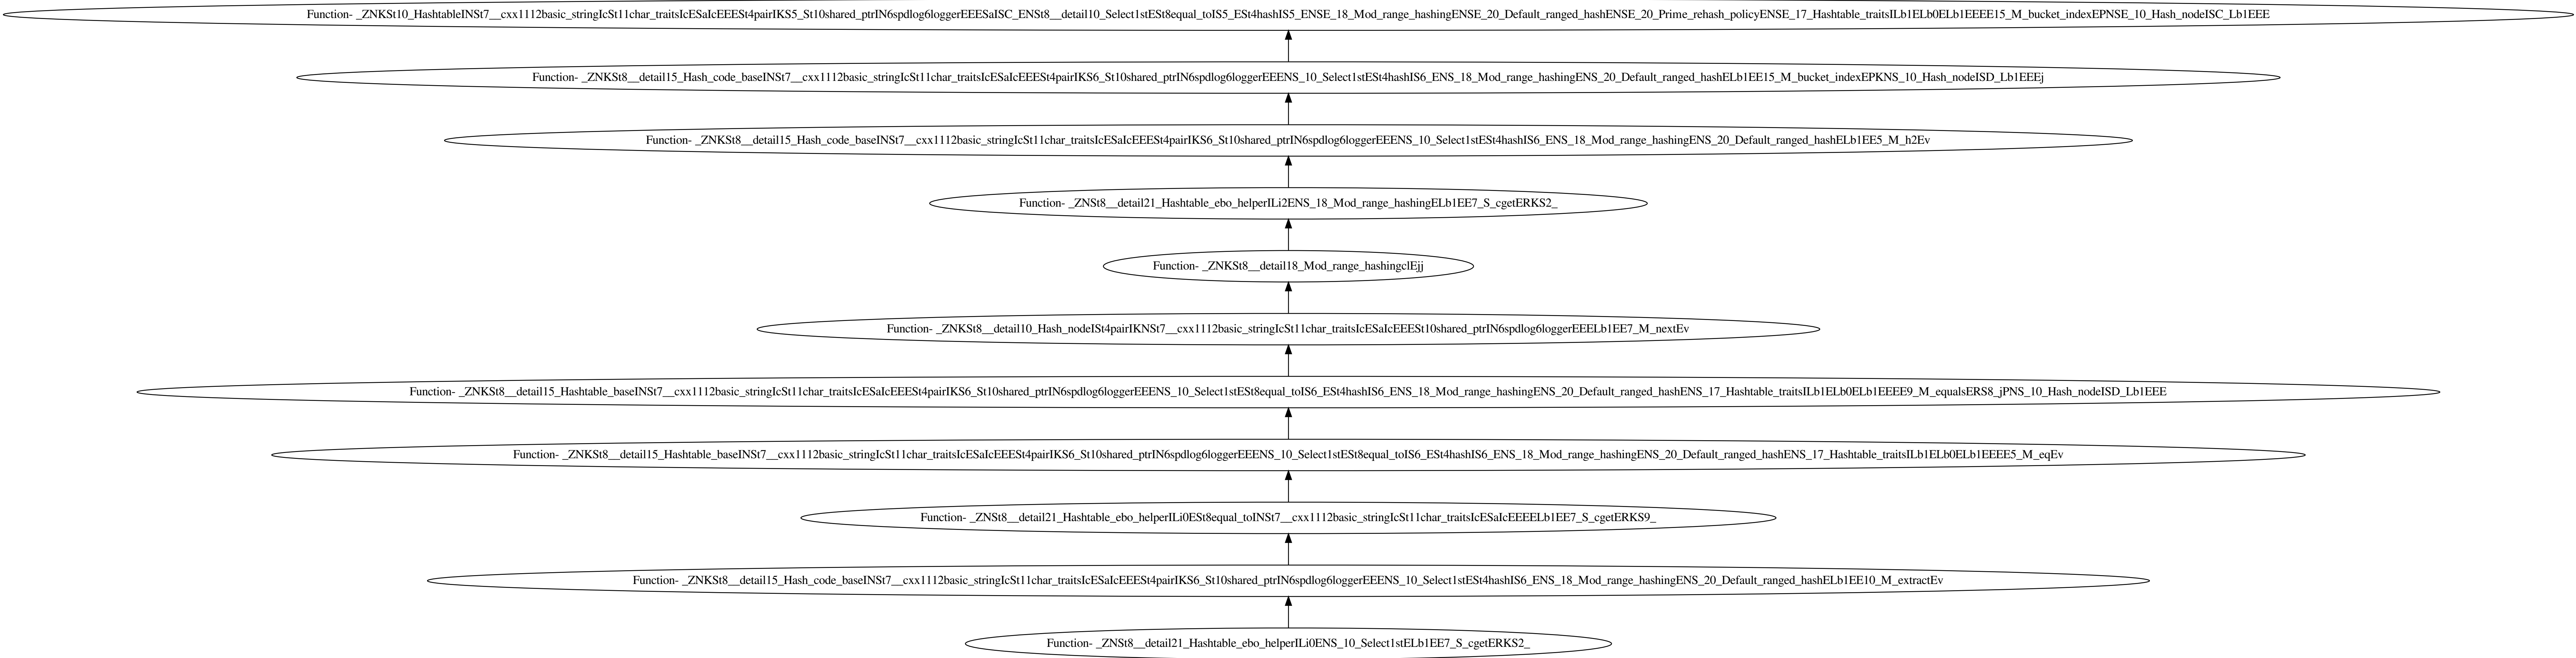 Function- _ZNKSt10_HashtableINSt7__cxx1112basic_stringIcSt11char_traitsIcESaIcEEESt4pairIKS5_St10shared_ptrIN6spdlog6loggerEEESaISC_ENSt8__detail10_Select1stESt8equal_toIS5_ESt4hashIS5_ENSE_18_Mod_range_hashingENSE_20_Default_ranged_hashENSE_20_Prime_rehash_policyENSE_17_Hashtable_traitsILb1ELb0ELb1EEEE15_M_bucket_indexEPNSE_10_Hash_nodeISC_Lb1EEE
Function- _ZNKSt8__detail15_Hash_code_baseINSt7__cxx1112basic_stringIcSt11char_traitsIcESaIcEEESt4pairIKS6_St10shared_ptrIN6spdlog6loggerEEENS_10_Select1stESt4hashIS6_ENS_18_Mod_range_hashingENS_20_Default_ranged_hashELb1EE15_M_bucket_indexEPKNS_10_Hash_nodeISD_Lb1EEEj
Function- _ZNKSt8__detail15_Hash_code_baseINSt7__cxx1112basic_stringIcSt11char_traitsIcESaIcEEESt4pairIKS6_St10shared_ptrIN6spdlog6loggerEEENS_10_Select1stESt4hashIS6_ENS_18_Mod_range_hashingENS_20_Default_ranged_hashELb1EE5_M_h2Ev
Function- _ZNSt8__detail21_Hashtable_ebo_helperILi2ENS_18_Mod_range_hashingELb1EE7_S_cgetERKS2_
Function- _ZNKSt8__detail18_Mod_range_hashingclEjj
Function- _ZNKSt8__detail10_Hash_nodeISt4pairIKNSt7__cxx1112basic_stringIcSt11char_traitsIcESaIcEEESt10shared_ptrIN6spdlog6loggerEEELb1EE7_M_nextEv
Function- _ZNKSt8__detail15_Hashtable_baseINSt7__cxx1112basic_stringIcSt11char_traitsIcESaIcEEESt4pairIKS6_St10shared_ptrIN6spdlog6loggerEEENS_10_Select1stESt8equal_toIS6_ESt4hashIS6_ENS_18_Mod_range_hashingENS_20_Default_ranged_hashENS_17_Hashtable_traitsILb1ELb0ELb1EEEE9_M_equalsERS8_jPNS_10_Hash_nodeISD_Lb1EEE
Function- _ZNKSt8__detail15_Hashtable_baseINSt7__cxx1112basic_stringIcSt11char_traitsIcESaIcEEESt4pairIKS6_St10shared_ptrIN6spdlog6loggerEEENS_10_Select1stESt8equal_toIS6_ESt4hashIS6_ENS_18_Mod_range_hashingENS_20_Default_ranged_hashENS_17_Hashtable_traitsILb1ELb0ELb1EEEE5_M_eqEv
Function- _ZNSt8__detail21_Hashtable_ebo_helperILi0ESt8equal_toINSt7__cxx1112basic_stringIcSt11char_traitsIcESaIcEEEELb1EE7_S_cgetERKS9_
Function- _ZNKSt8__detail15_Hash_code_baseINSt7__cxx1112basic_stringIcSt11char_traitsIcESaIcEEESt4pairIKS6_St10shared_ptrIN6spdlog6loggerEEENS_10_Select1stESt4hashIS6_ENS_18_Mod_range_hashingENS_20_Default_ranged_hashELb1EE10_M_extractEv
Function- _ZNSt8__detail21_Hashtable_ebo_helperILi0ENS_10_Select1stELb1EE7_S_cgetERKS2_